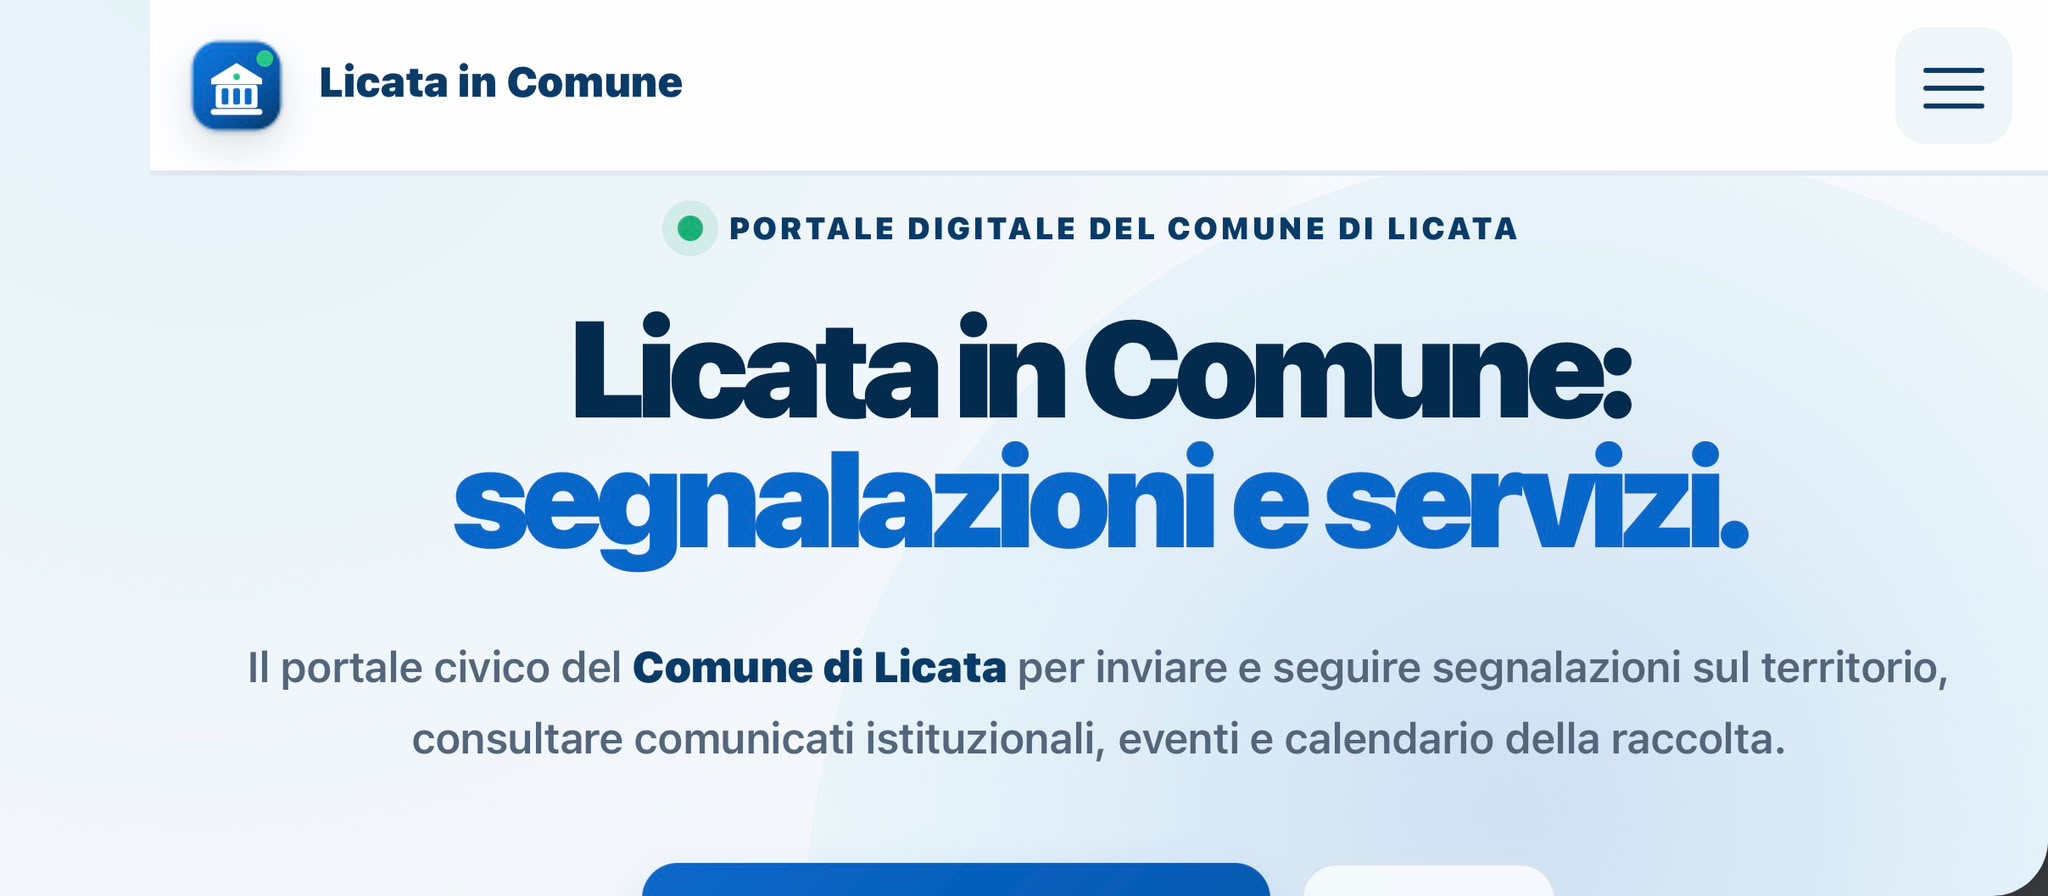 Licata in Comune
PORTALE DIGITALE DEL COMUNE DI LICATA
Licata in Comune:
segnalazioni e servizi.
Il portale civico del Comune di Licata per inviare e seguire segnalazioni sul territorio,
consultare comunicati istituzionali, eventi e calendario della raccolta.